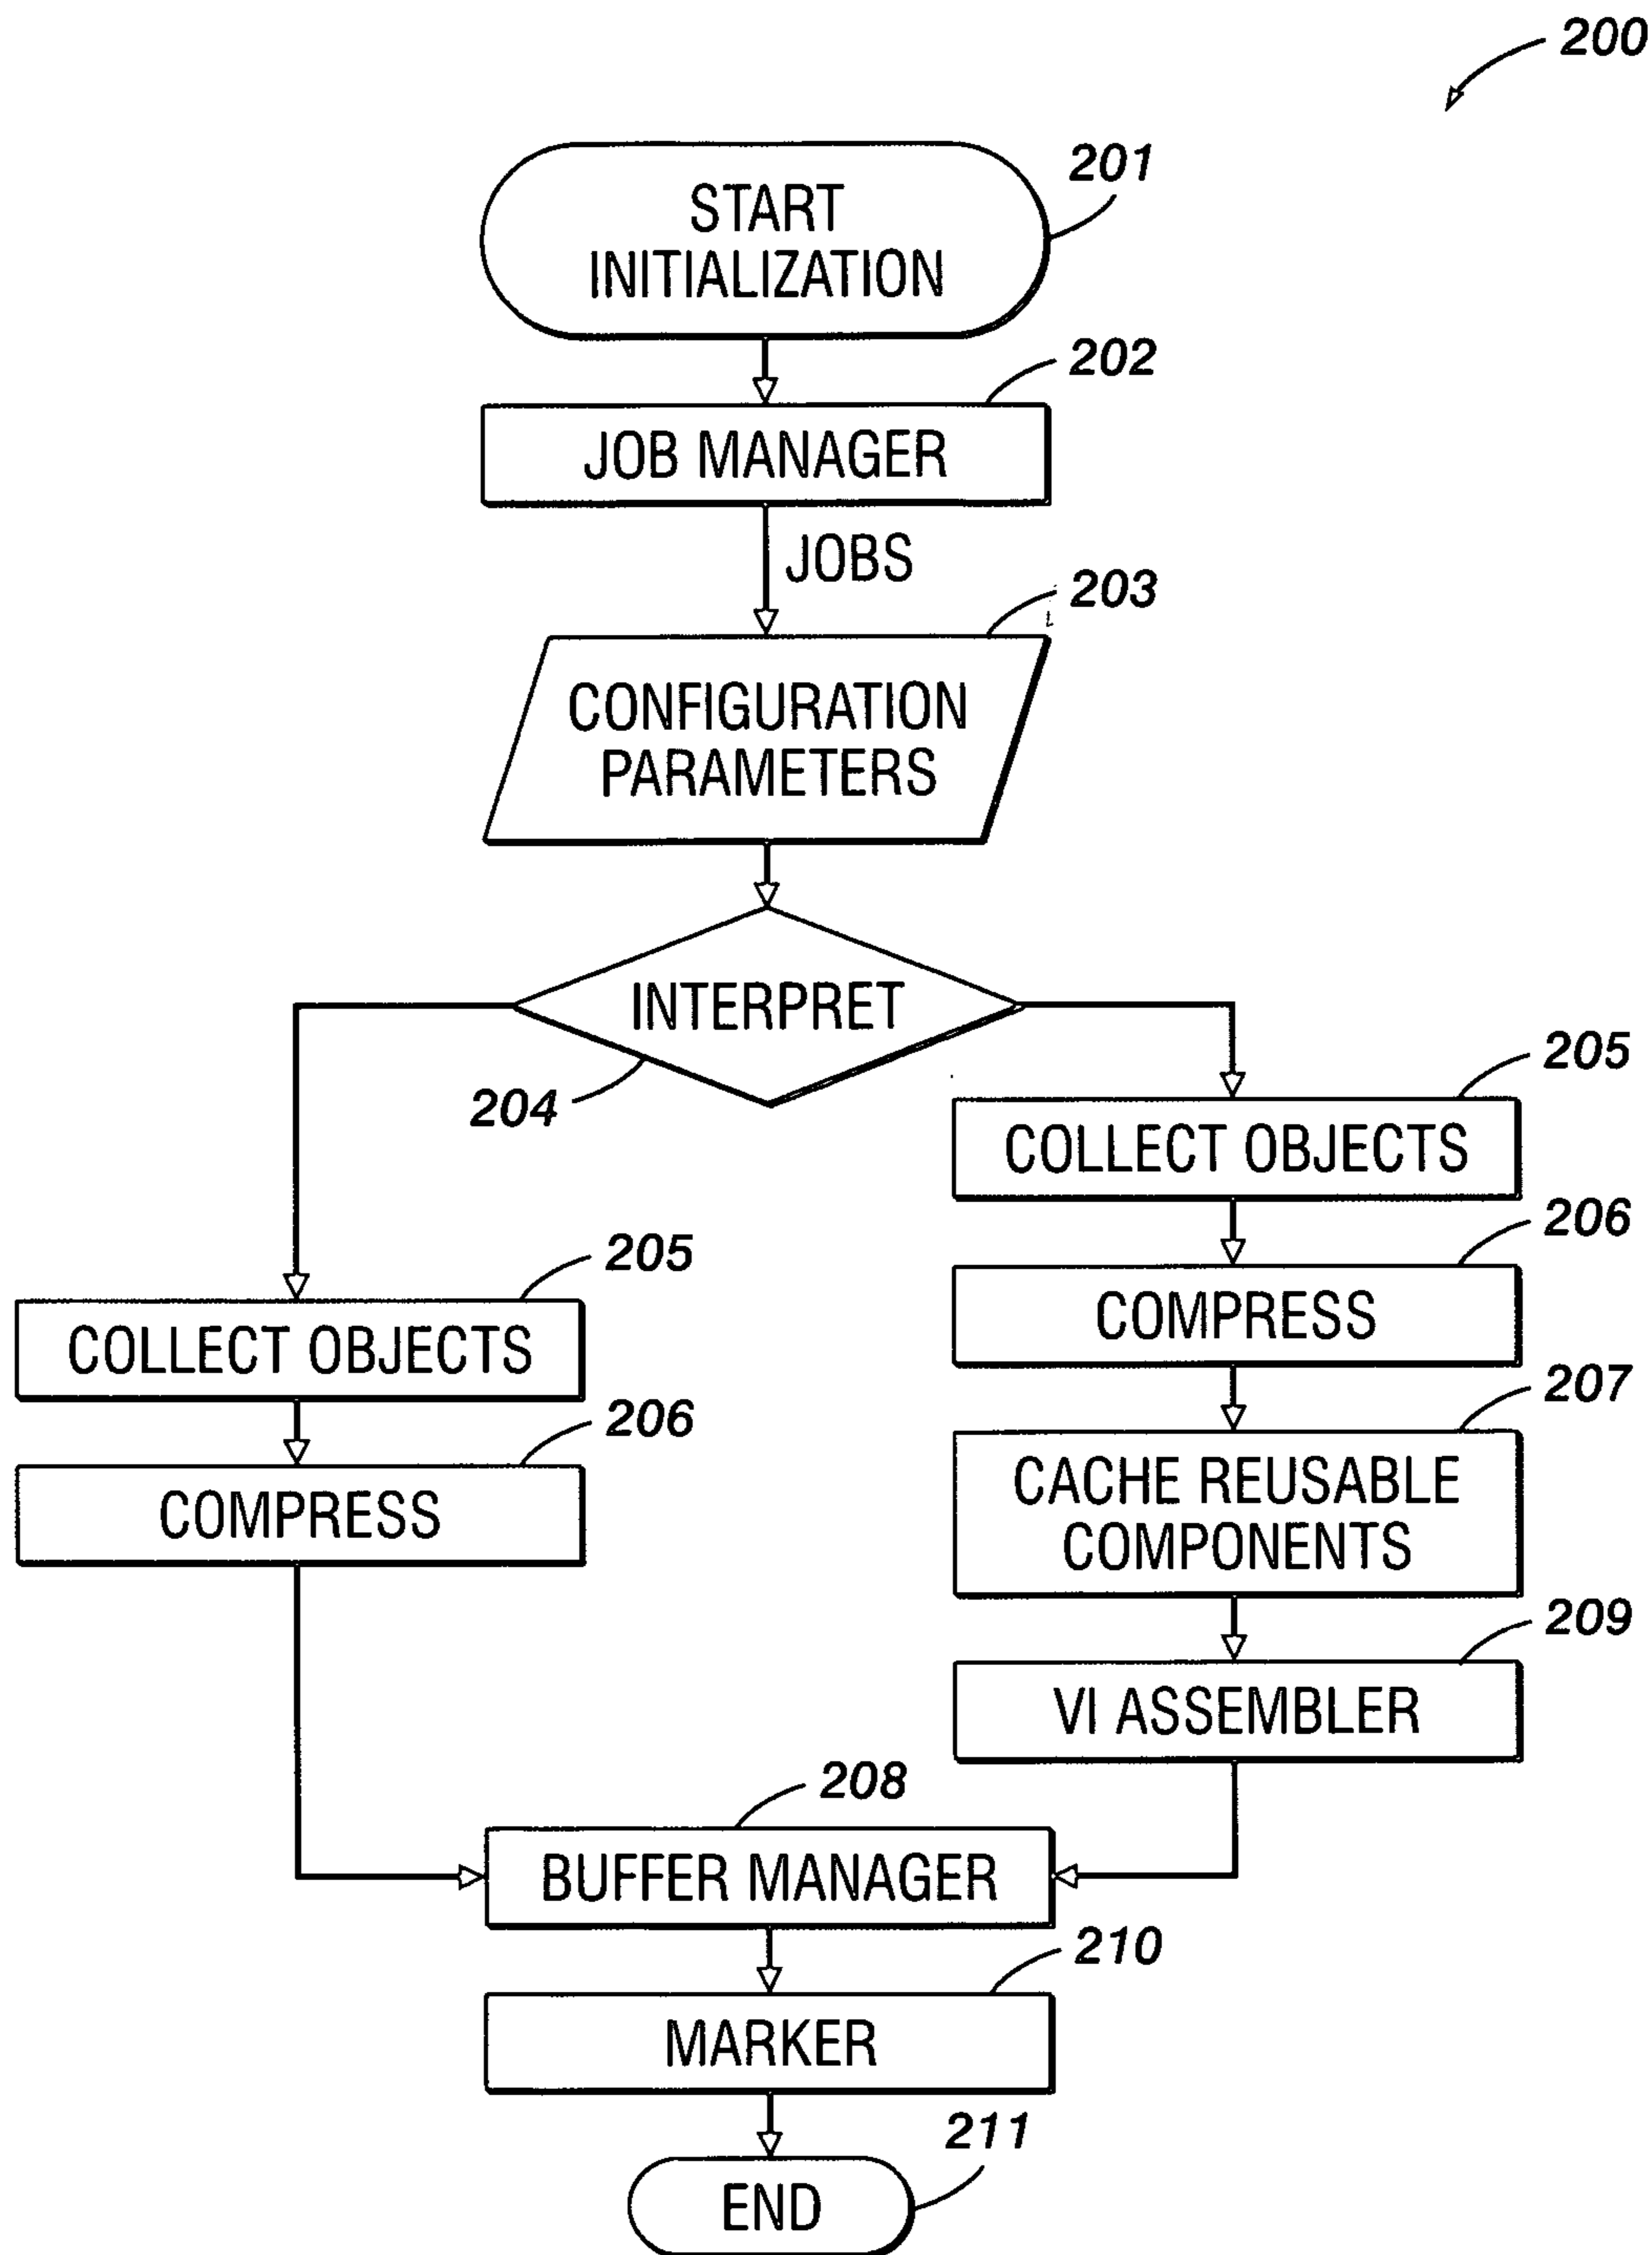 200
201
START
INITIALIZATION
202
JOB MANAGER
JOBS
203
CONFIGURATION
PARAMETERS
INTERPRET
204
205
COLLECT OBJECTS
206
COMPRESS
205
COLLECT OBJECTS
206
COMPRESS
207
CACHE REUSABLE
COMPONENTS
209
VI ASSEMBLER
208
BUFFER MANAGER
210
MARKER
211
END